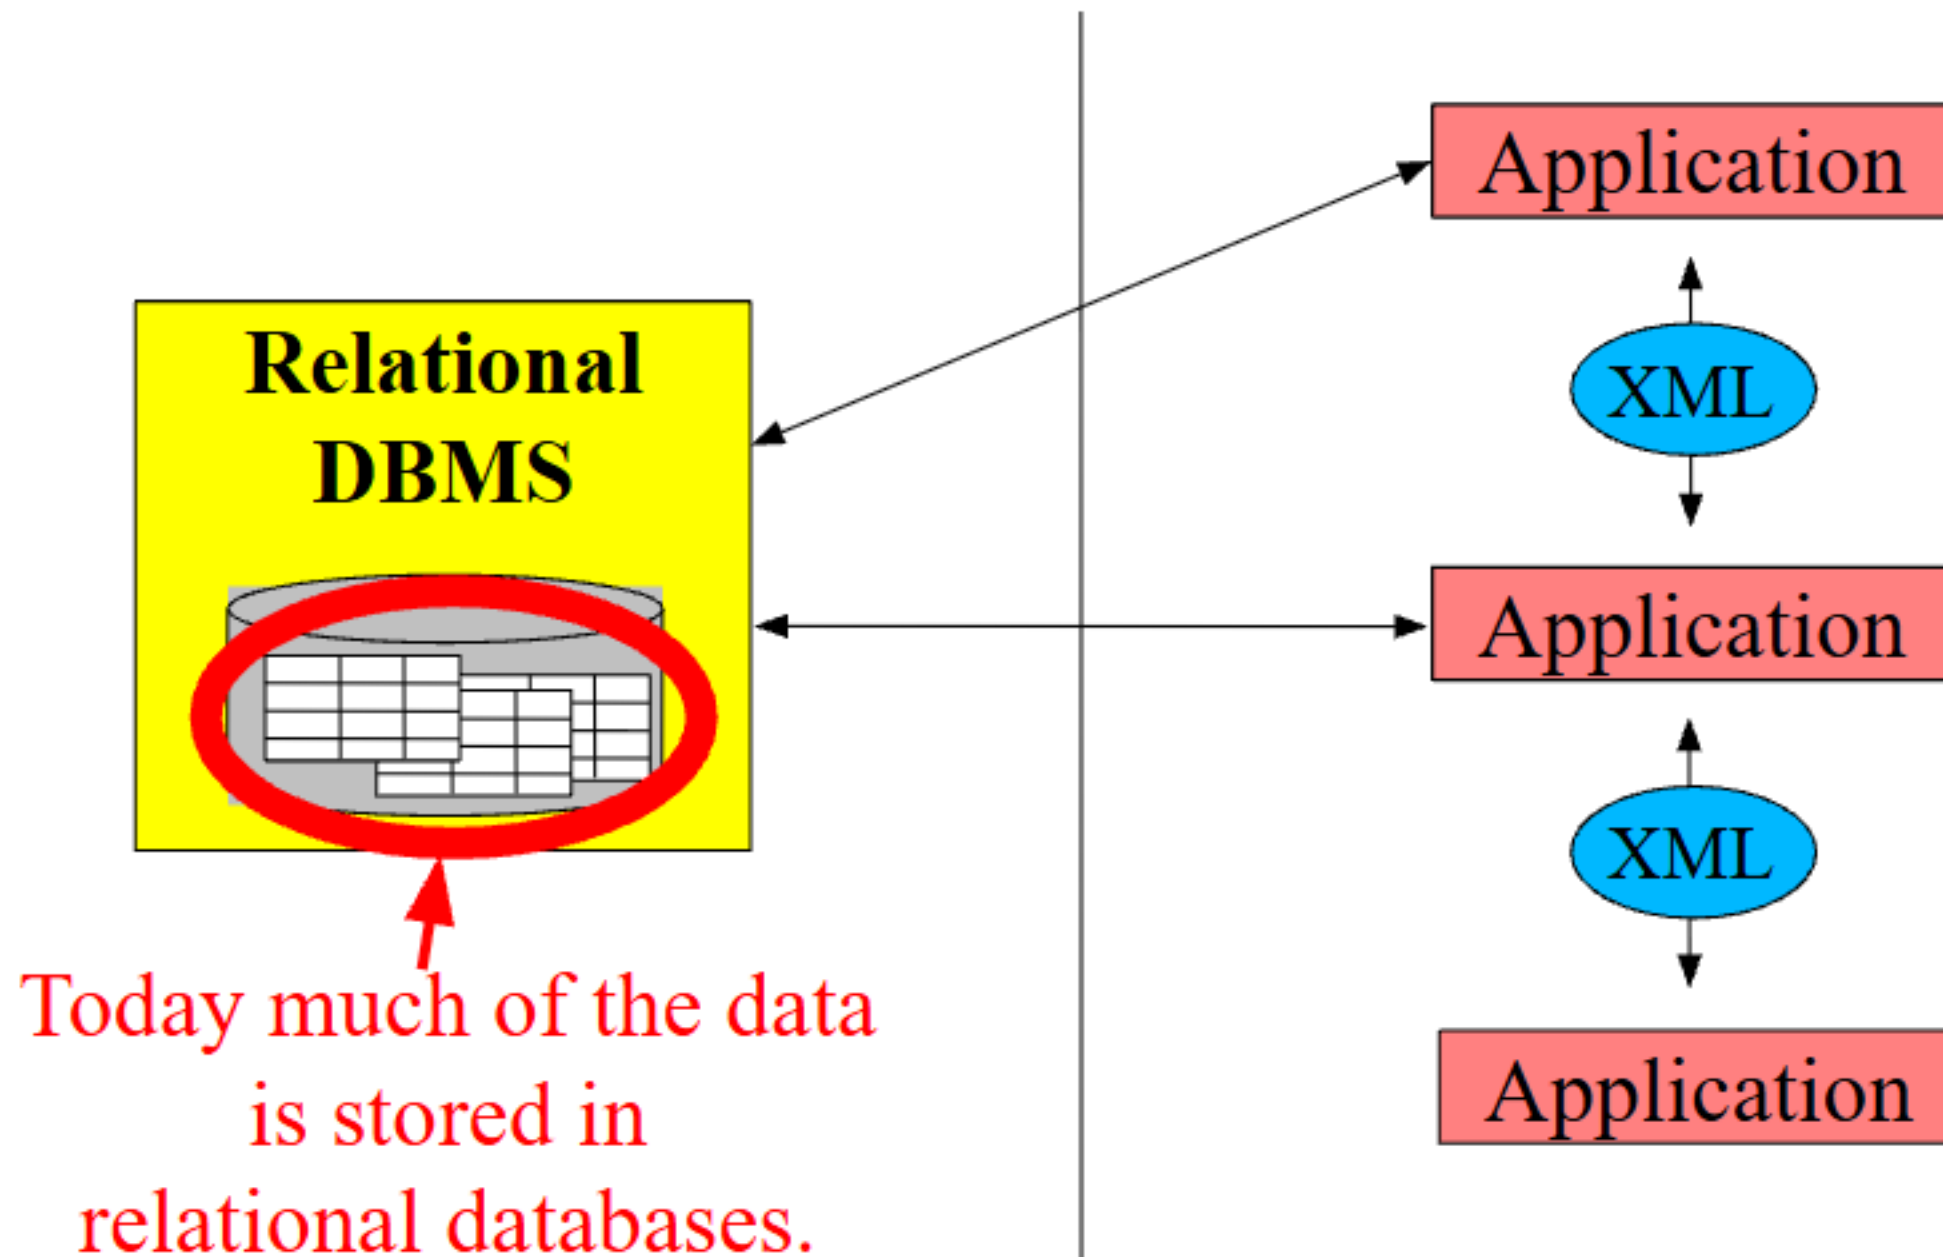 Relational
DBMS
Today much of the data
is stored in
relational databases.
Application
XML
Application
XML
Application